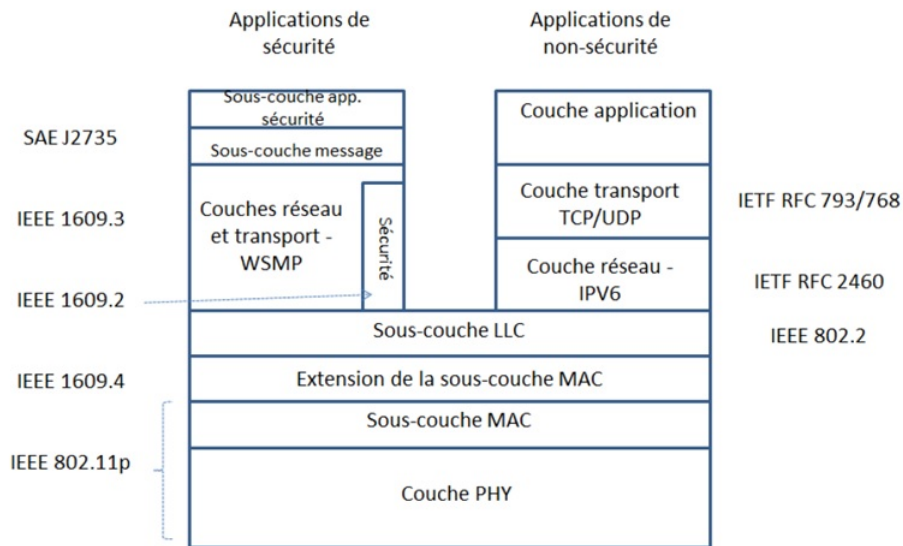 Applications de
sécurité
Applications de
non-sécurité
Sous-couche app.
sécurité
Couche application
SAE J2735
Sous-couche message
IEEE 1609.3
Couches réseau
et transport -
WSMP
Sécurité
Couche transport
TCP/UDP
IETF RFC 793/768
IEEE 1609.2
Couche réseau -
IPV6
IETF RFC 2460
Sous-couche LLC
IEEE 802.2
IEEE 1609.4
Extension de la sous-couche MAC
Sous-couche MAC
IEEE 802.11p
Couche PHY